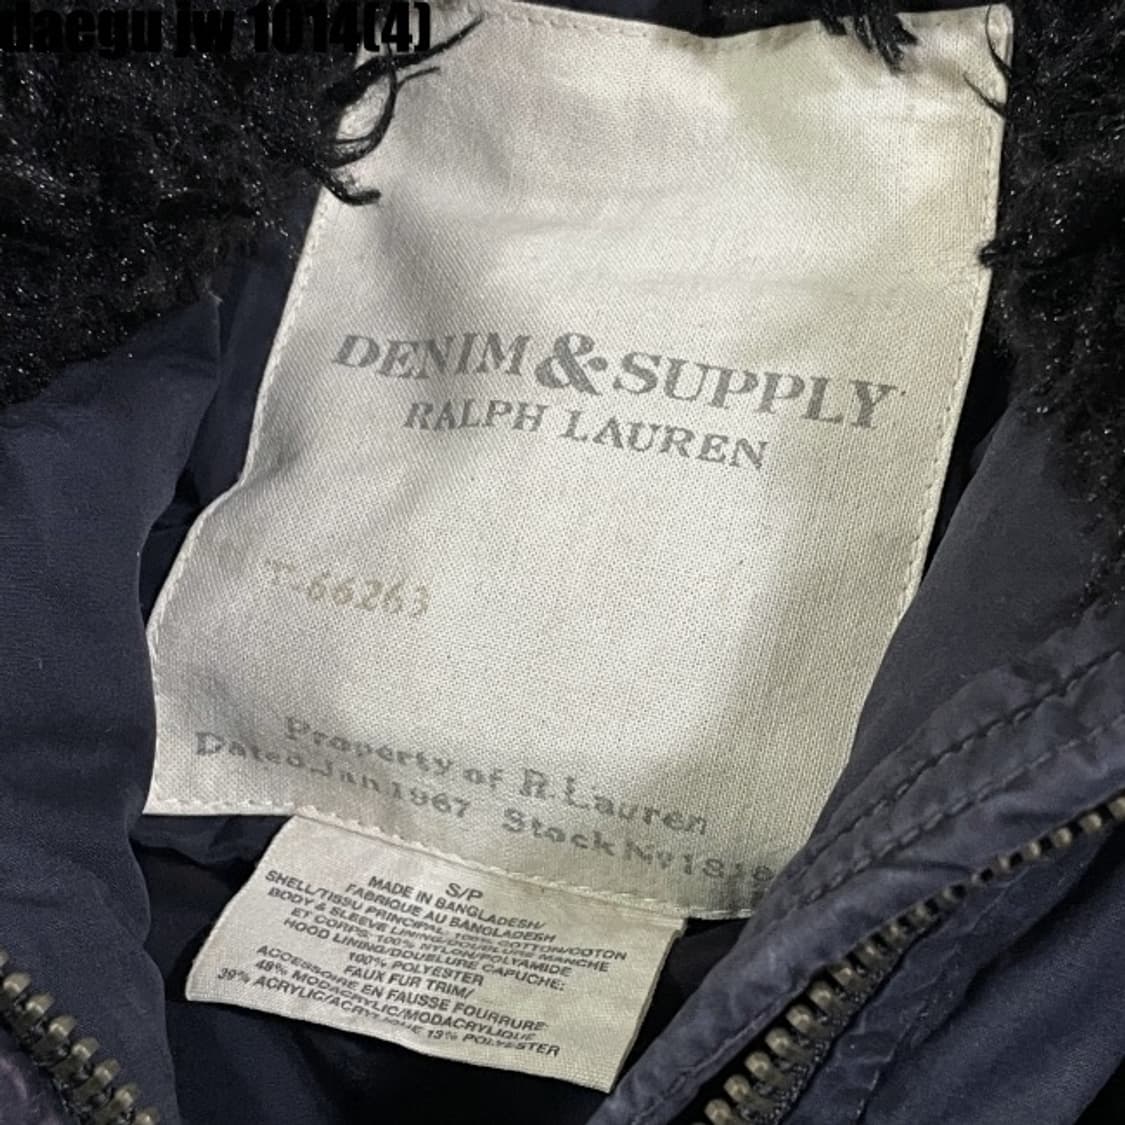 daegu jw 1014(4)
DENIM & SUPPLY
RALPH LAUREN
T-66263
Property of R.Lauren
Dated Jan 1967 Stock No 1818
S/P
MADE IN BANGLADESH/
FABRIQUE AU BANGLADESH
SHELL/TISSU PRINCIPAL: 100% COTTON/COTON
BODY & SLEEVE LINING/DOUBLURE MANCHE
ET CORPS: 100% NYLON/POLYAMIDE
HOOD LINING/DOUBLURE CAPUCHE:
100% POLYESTER
FAUX FUR TRIM/
ACCESSOIRE EN FAUSSE FOURRURE:
48% MODACRYLIC/MODACRYLIQUE
39% ACRYLIC/ACRYLIQUE 13% POLYESTER